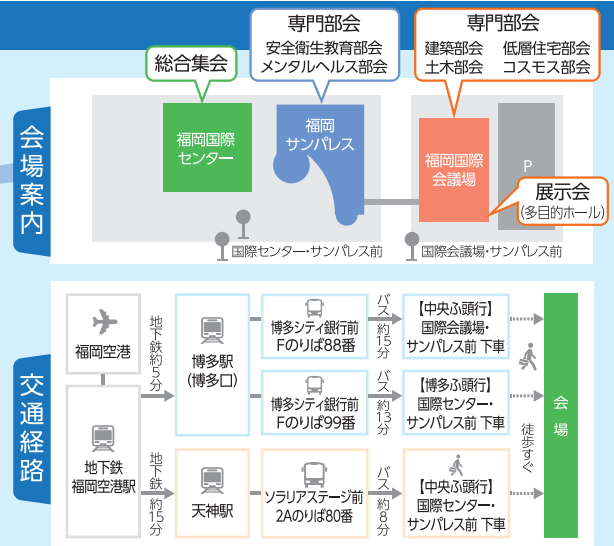 総合集会
専門部会
安全衛生教育部会
メンタルヘルス部会
専門部会
建築部会 低層住宅部会
土木部会 コスモス部会
会場案内
福岡国際
センター
福岡
サンパレス
福岡国際
会議場
P
展示会
(多目的ホール)
国際センター・サンパレス前
国際会議場・サンパレス前
交通経路
福岡空港
地下鉄
福岡空港駅
地下鉄約5分
博多駅
(博多口)
博多シティ銀行前
Fのりば88番
バス約15分
【中央ふ頭行】
国際会議場・
サンパレス前 下車
博多シティ銀行前
Fのりば99番
バス約13分
【博多ふ頭行】
国際センター・
サンパレス前 下車
地下鉄約15分
天神駅
ソラリアステージ前
2Aのりば80番
バス約8分
【中央ふ頭行】
国際センター・
サンパレス前 下車
徒歩すぐ
会場